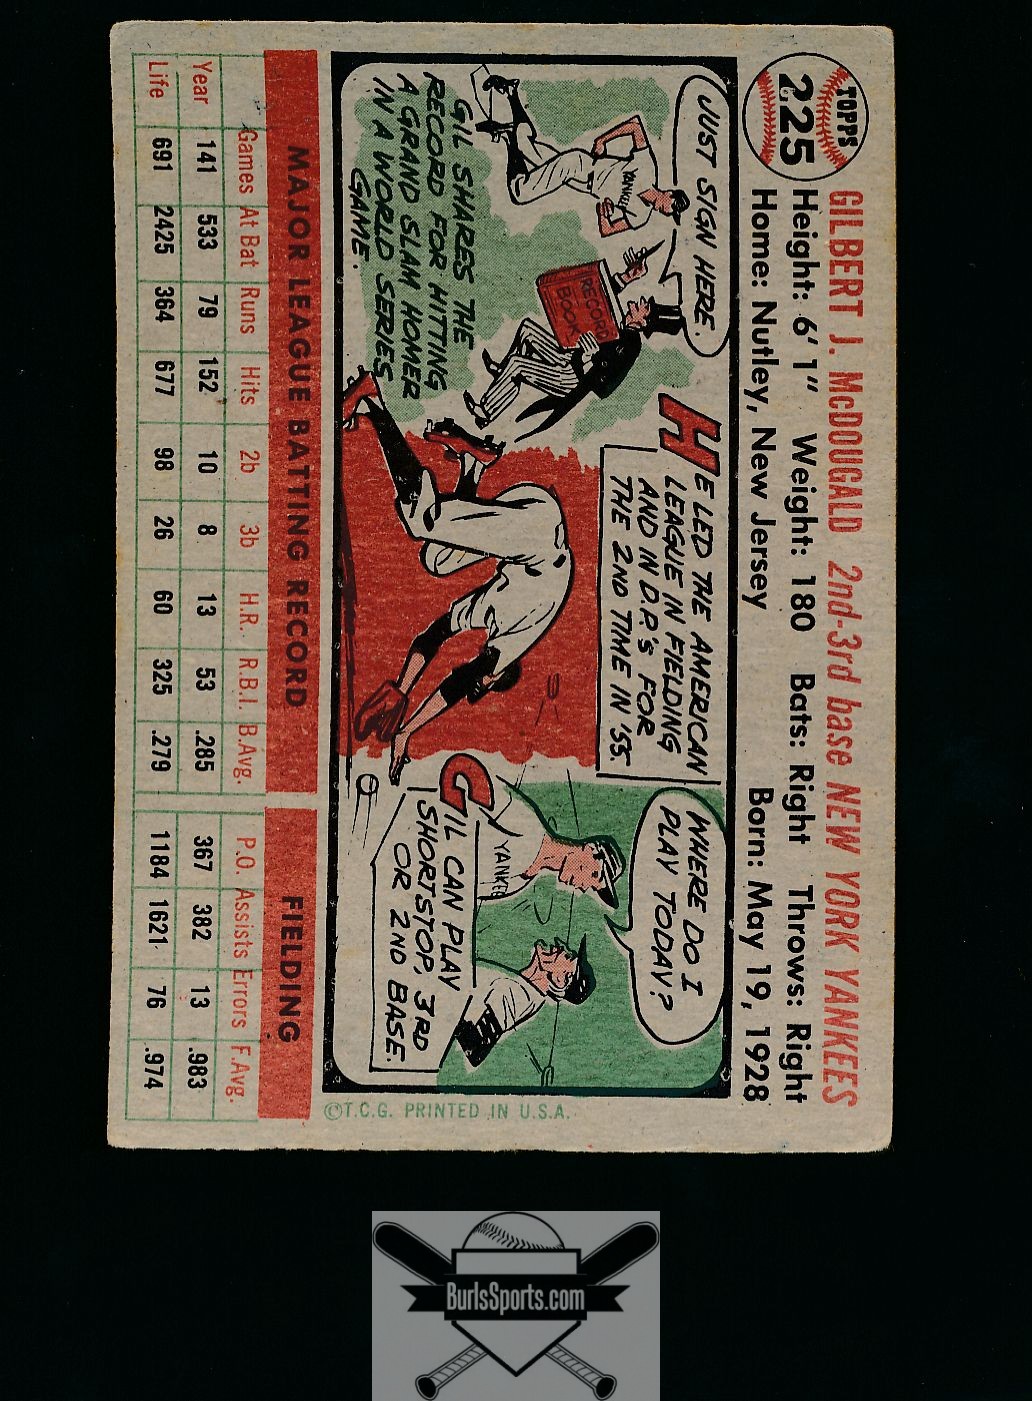 TOPPS
225
GILBERT J. McDOUGALD 2nd-3rd base NEW YORK YANKEES
Height: 6' 1" Weight: 180 Bats: Right Throws: Right
Home: Nutley, New Jersey Born: May 19, 1928
JUST SIGN HERE.
YANKEES
RECORD
BOOK
GIL SHARES THE
RECORD FOR HITTING
A GRAND SLAM HOMER
IN A WORLD SERIES
GAME.
HE LED THE AMERICAN
LEAGUE IN FIELDING
AND IN D.P.'s FOR
THE 2ND TIME IN '55.
WHERE DO I
PLAY TODAY?
YANKEE
GIL CAN PLAY
SHORTSTOP, 3RD
OR 2ND BASE
©T.C.G. PRINTED IN U.S.A.
MAJOR LEAGUE BATTING RECORD FIELDING
Games At Bat Runs Hits 2b 3b H.R. R.B.I. B.Avg. P.O. Assists Errors F.Avg.
Year 141 533 79 152 10 8 13 53 .285 367 382 13 .983
Life 691 2425 364 677 98 26 60 325 .279 1184 1621 76 .974
BurlsSports.com